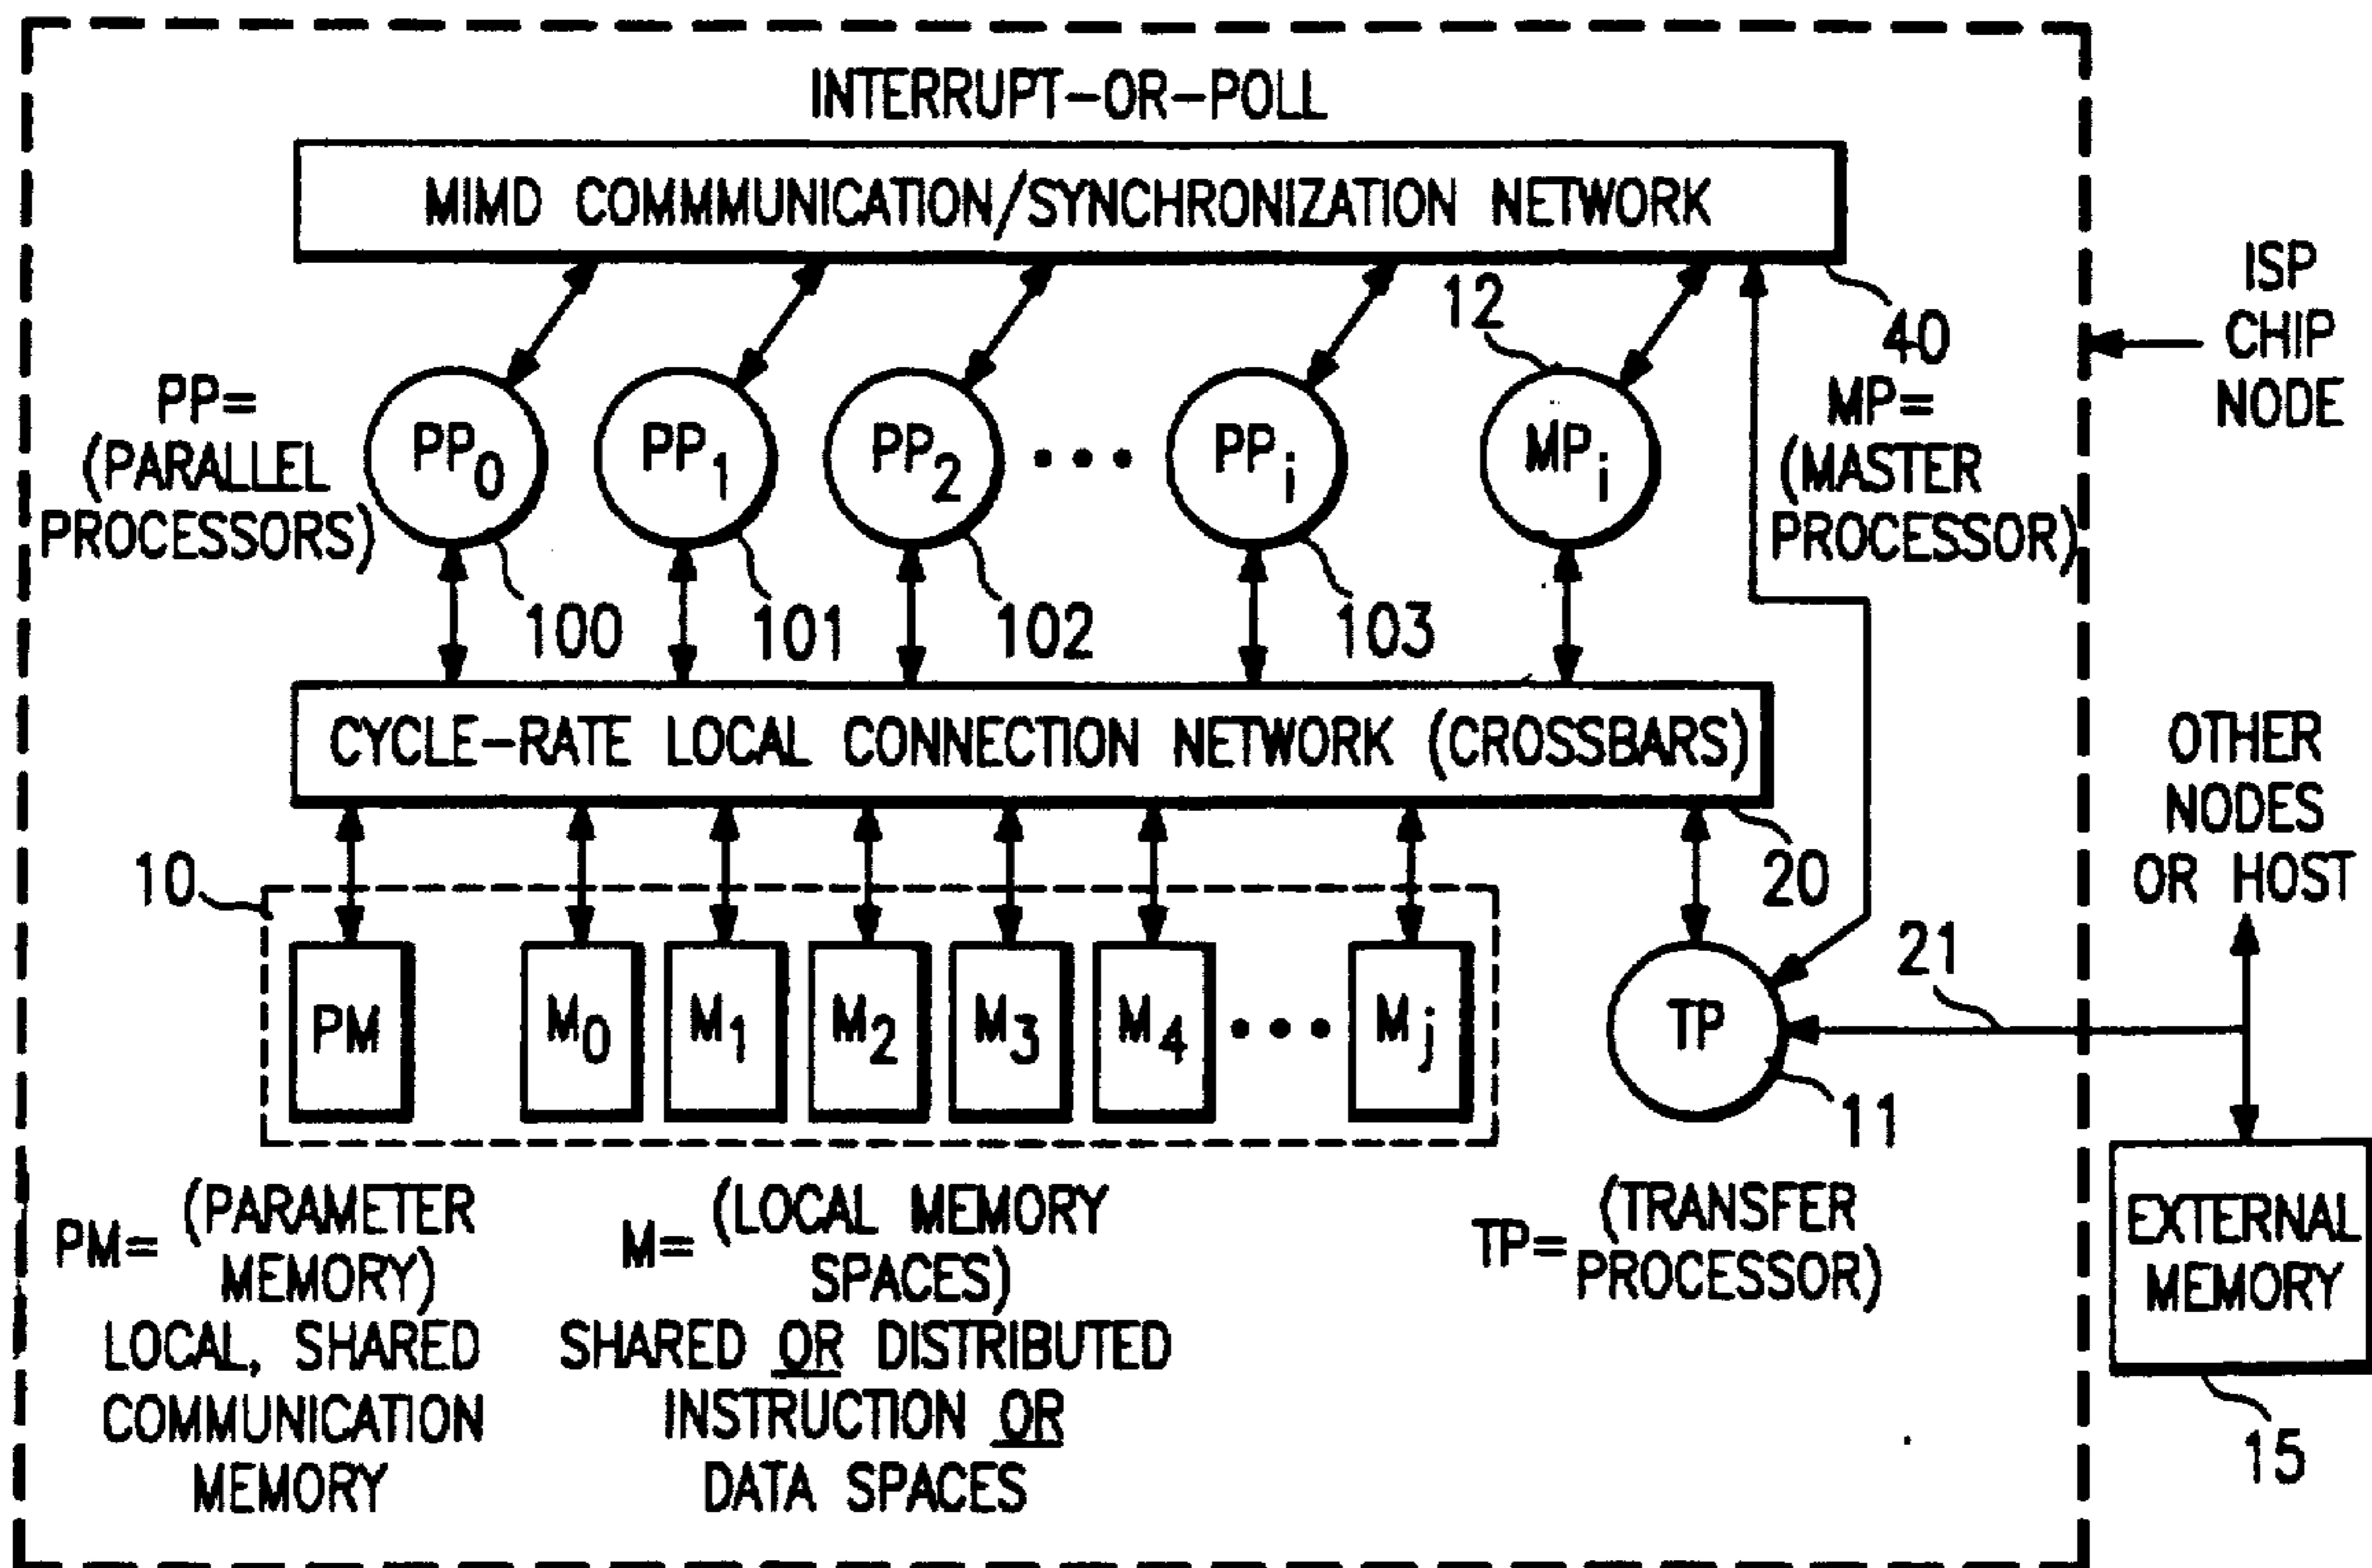 INTERRUPT-OR-POLL
MIMD COMMMUNICATION/SYNCHRONIZATION NETWORK
40
12
ISP
CHIP
NODE
PP=
(PARALLEL
PROCESSORS)
PP0
PP1
PP2
•••
PPi
MPi
MP=
(MASTER
PROCESSOR)
100
101
102
103
CYCLE-RATE LOCAL CONNECTION NETWORK (CROSSBARS)
20
OTHER
NODES
OR HOST
10
PM
M0
M1
M2
M3
M4
•••
Mj
TP
21
11
PM= (PARAMETER
MEMORY)
LOCAL, SHARED
COMMUNICATION
MEMORY
M= (LOCAL MEMORY
SPACES)
SHARED OR DISTRIBUTED
INSTRUCTION OR
DATA SPACES
TP= (TRANSFER
PROCESSOR)
EXTERNAL
MEMORY
15